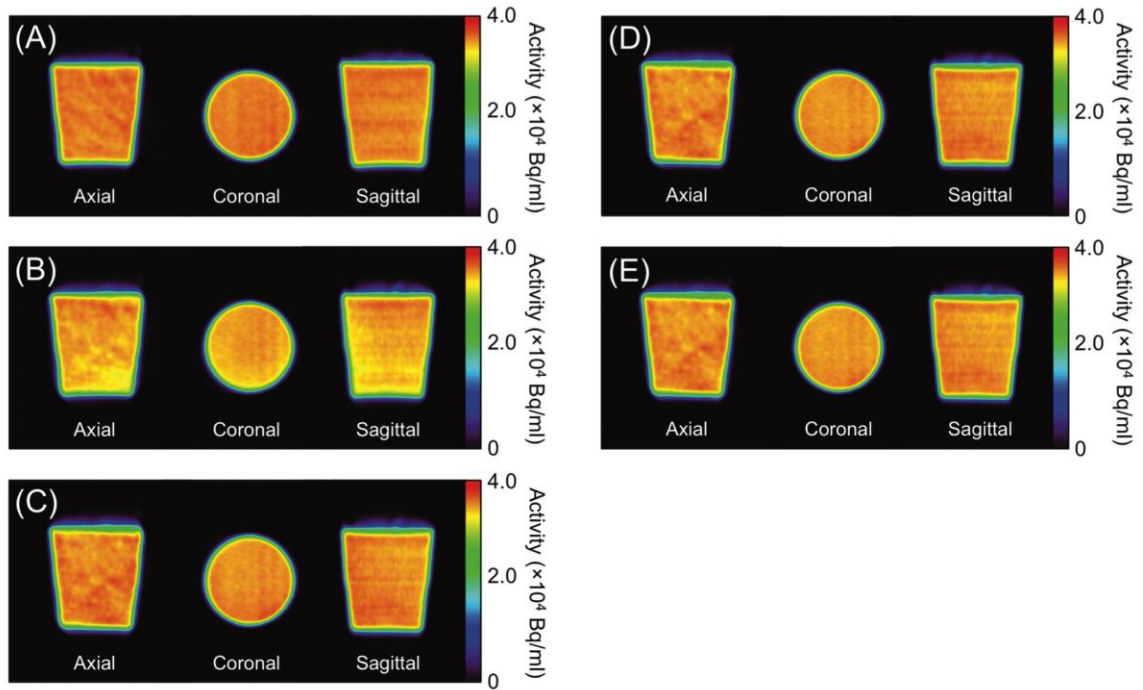 (A)
Axial
Coronal
Sagittal
4.0
2.0
0
Activity (×10⁴ Bq/ml)
(B)
Axial
Coronal
Sagittal
4.0
2.0
0
Activity (×10⁴ Bq/ml)
(C)
Axial
Coronal
Sagittal
4.0
2.0
0
Activity (×10⁴ Bq/ml)
(D)
Axial
Coronal
Sagittal
4.0
2.0
0
Activity (×10⁴ Bq/ml)
(E)
Axial
Coronal
Sagittal
4.0
2.0
0
Activity (×10⁴ Bq/ml)